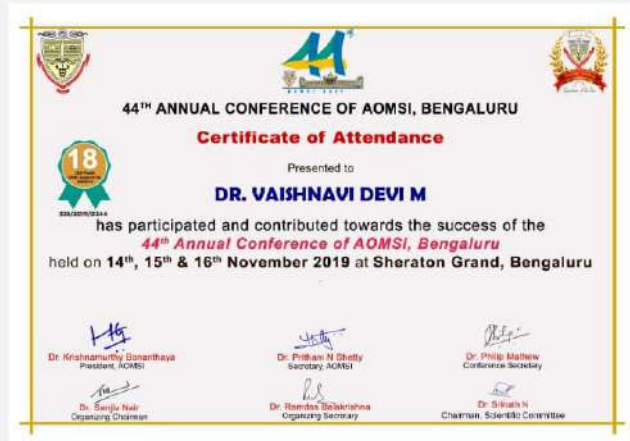 44TH ANNUAL CONFERENCE OF AOMSI, BENGALURU
Certificate of Attendance
18
Presented to
DR. VAISHNAVI DEVI M
has participated and contributed towards the success of the
44th Annual Conference of AOMSI, Bengaluru
held on 14th, 15th & 16th November 2019 at Sheraton Grand, Bengaluru
Dr. Krishnamurthy Bonanthaya
President, AOMSI
Dr. Pritham N Shetty
Secretary, AOMSI
Dr. Philip Mathew
Conference Secretary
Dr. Sanjiv Nair
Organizing Chairman
Dr. Ramdas Balakrishna
Organizing Secretary
Dr. Srinath N
Chairman, Scientific Committee